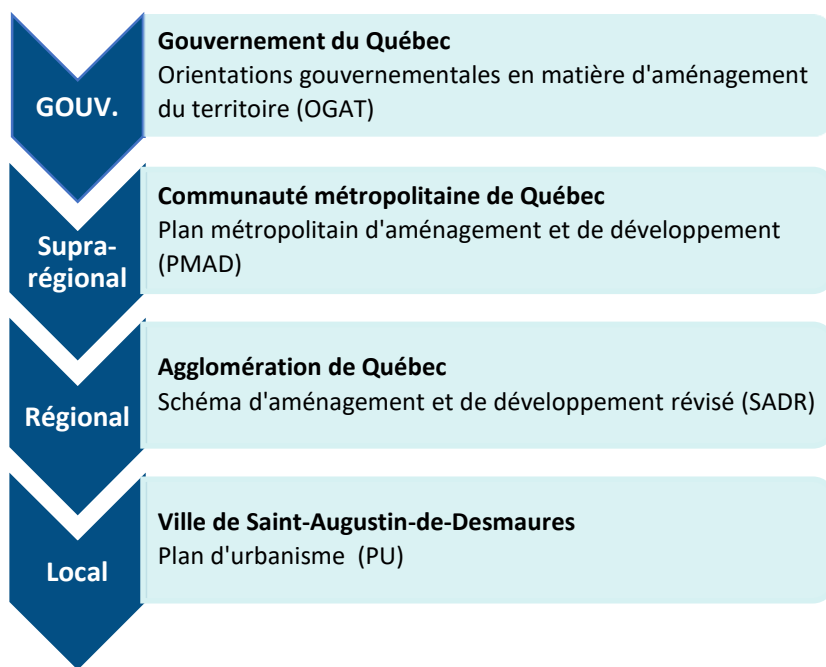 GOUV.
Gouvernement du Québec
Orientations gouvernementales en matière d'aménagement
du territoire (OGAT)
Supra-
régional
Communauté métropolitaine de Québec
Plan métropolitain d'aménagement et de développement
(PMAD)
Régional
Agglomération de Québec
Schéma d'aménagement et de développement révisé (SADR)
Local
Ville de Saint-Augustin-de-Desmaures
Plan d'urbanisme  (PU)